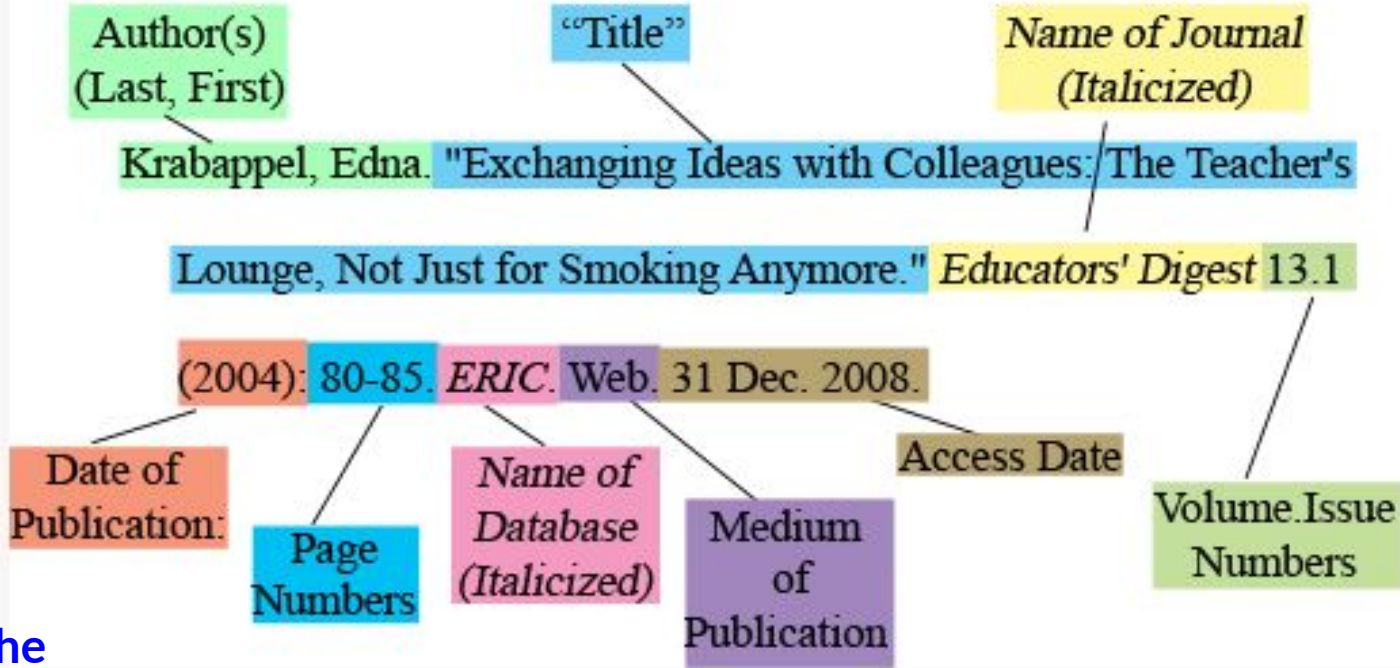 Author(s)
(Last, First)
“Title”
Name of Journal
(Italicized)
Krabappel, Edna. "Exchanging Ideas with Colleagues: The Teacher's
Lounge, Not Just for Smoking Anymore." Educators' Digest 13.1
(2004): 80-85. ERIC. Web. 31 Dec. 2008.
Date of
Publication:
Page
Numbers
Name of
Database
(Italicized)
Medium
of
Publication
Access Date
Volume.Issue
Numbers
he